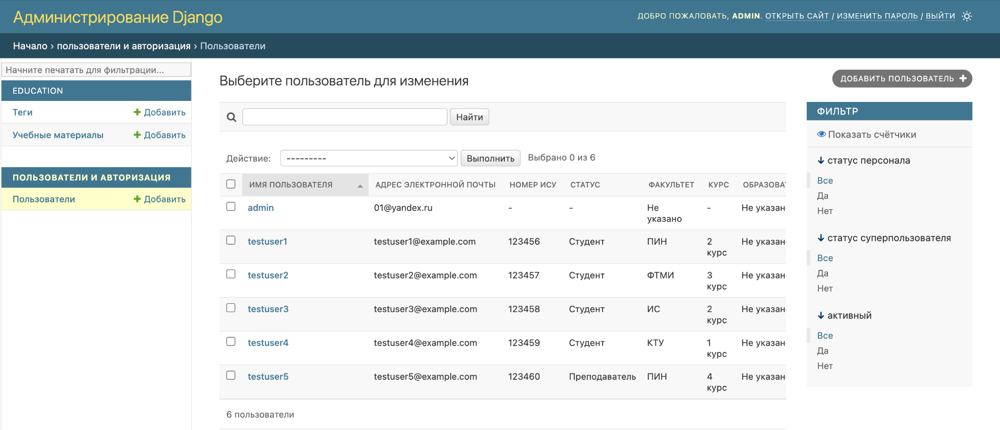 Администрирование Django
ДОБРО ПОЖАЛОВАТЬ, ADMIN. ОТКРЫТЬ САЙТ / ИЗМЕНИТЬ ПАРОЛЬ / ВЫЙТИ
Начало › пользователи и авторизация › Пользователи
Начните печатать для фильтрации...
EDUCATION
Теги Добавить
Учебные материалы Добавить
ПОЛЬЗОВАТЕЛИ И АВТОРИЗАЦИЯ
Пользователи Добавить
Выберите пользователь для изменения
ДОБАВИТЬ ПОЛЬЗОВАТЕЛЬ
Найти
Действие: --------- Выполнить Выбрано 0 из 6
ИМЯ ПОЛЬЗОВАТЕЛЯ АДРЕС ЭЛЕКТРОННОЙ ПОЧТЫ НОМЕР ИСУ СТАТУС ФАКУЛЬТЕТ КУРС ОБРАЗОВАТ
admin 01@yandex.ru - - Не указано - Не указан
testuser1 testuser1@example.com 123456 Студент ПИН 2 курс Не указан
testuser2 testuser2@example.com 123457 Студент ФТМИ 3 курс Не указан
testuser3 testuser3@example.com 123458 Студент ИС 2 курс Не указан
testuser4 testuser4@example.com 123459 Студент КТУ 1 курс Не указан
testuser5 testuser5@example.com 123460 Преподаватель ПИН 4 курс Не указан
6 пользователи
ФИЛЬТР
Показать счётчики
статус персонала
Все
Да
Нет
статус суперпользователя
Все
Да
Нет
активный
Все
Да
Нет